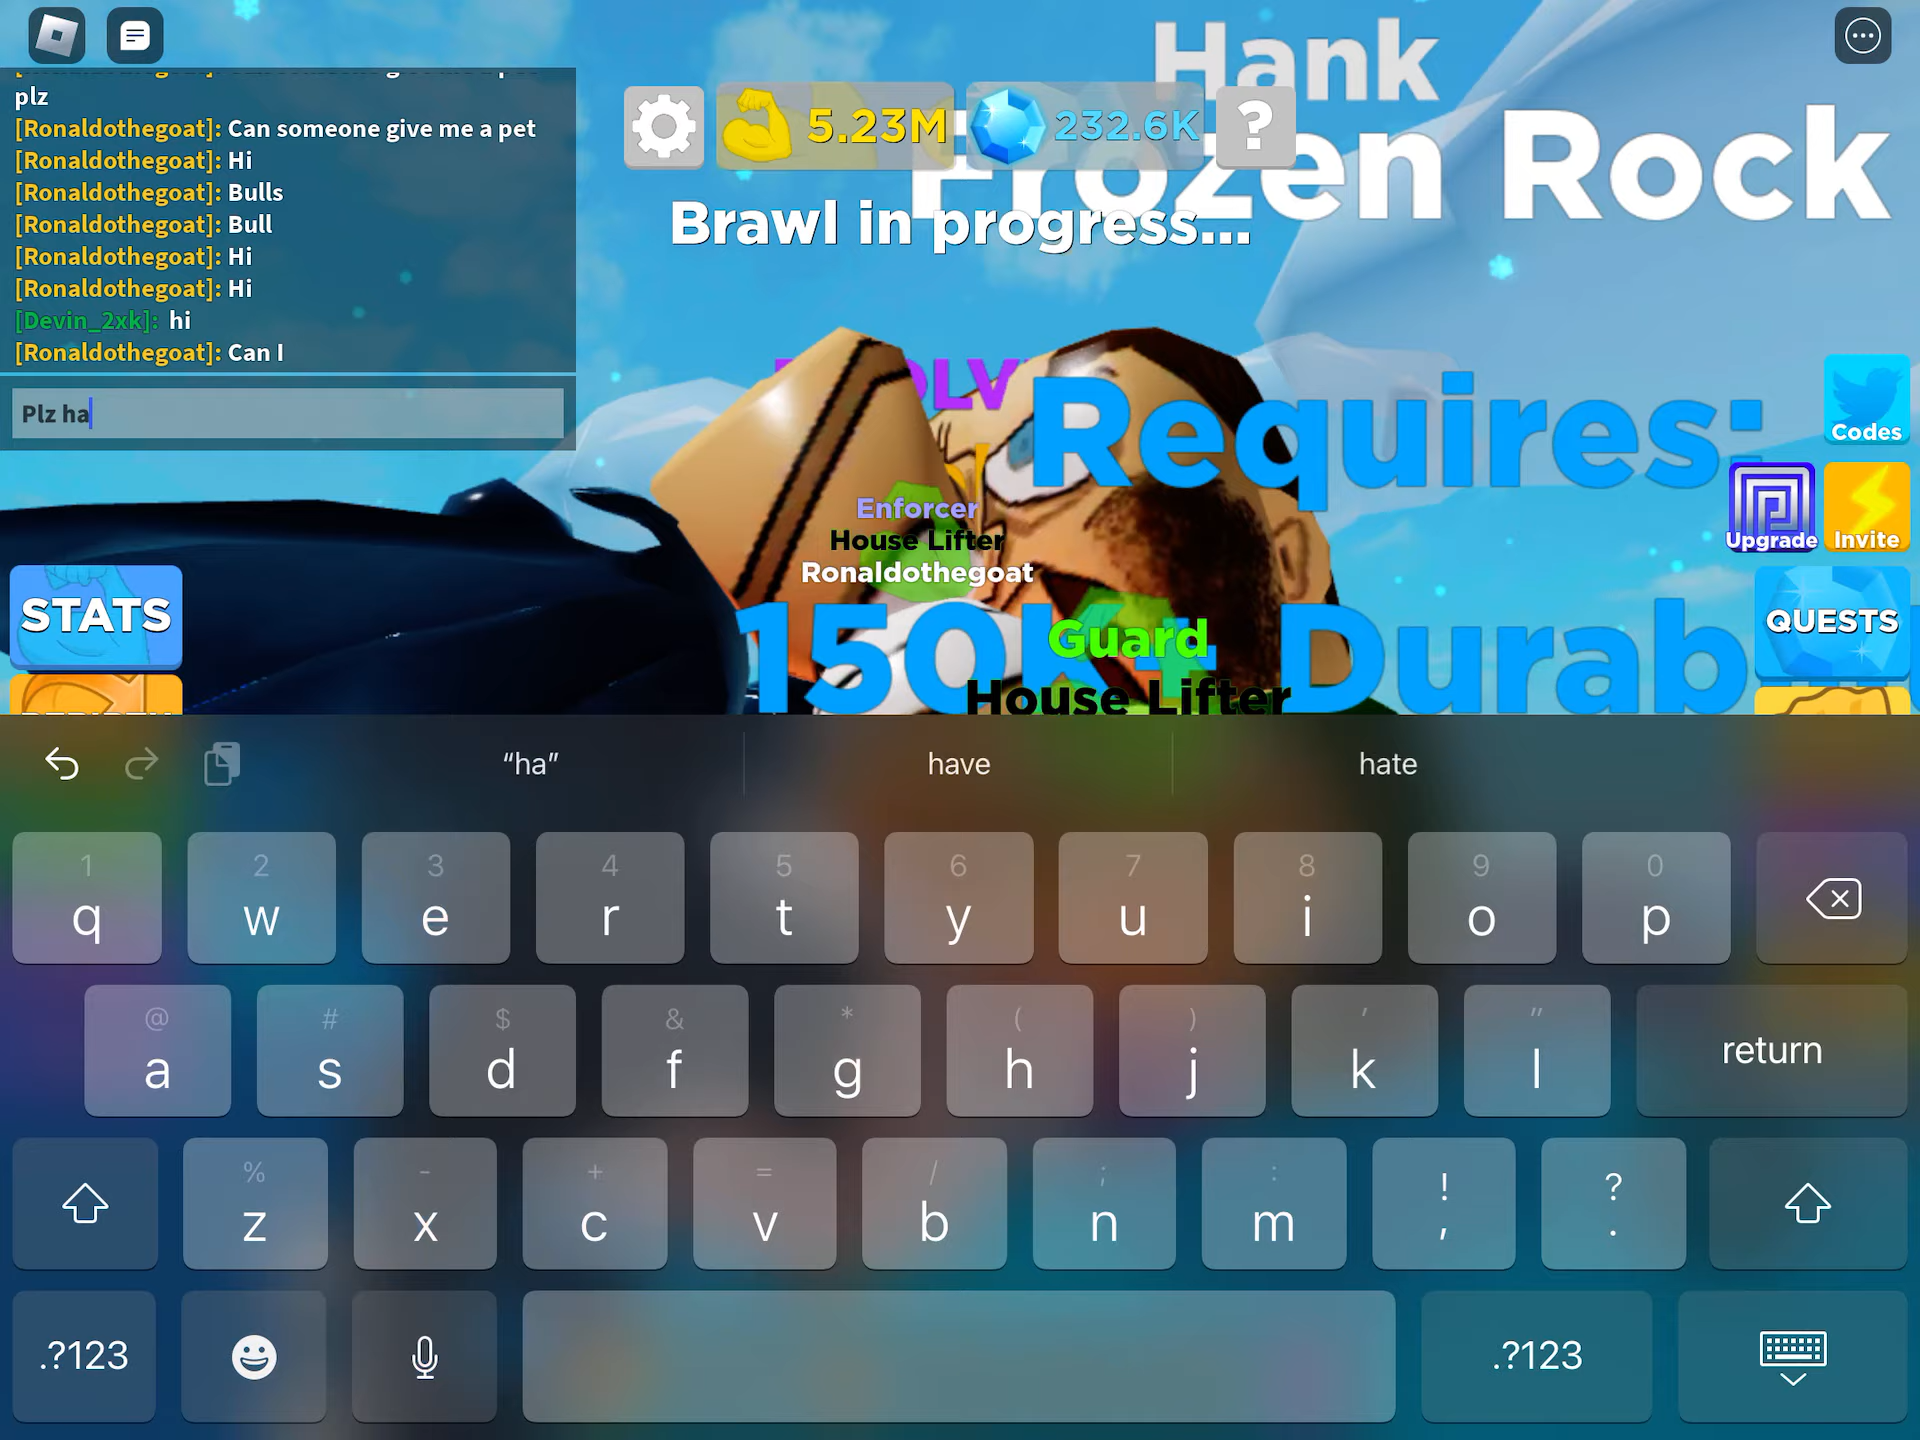 Hank
plz
[Ronaldothegoat]: Can someone give me a pet
[Ronaldothegoat]: Hi
[Ronaldothegoat]: Bulls
[Ronaldothegoat]: Bull
[Ronaldothegoat]: Hi
[Ronaldothegoat]: Hi
[Devin_2xk]: hi
[Ronaldothegoat]: Can I
Plz ha
5.23M
232.6K
?
Frozen Rock
Brawl in progress...
Requires:
Codes
Upgrade
Invite
Enforcer
House Lifter
Ronaldothegoat
150K+ Durab
Guard
House Lifter
STATS
QUESTS
“ha” have hate
1 2 3 4 5 6 7 8 9 0
q w e r t y u i o p
@ # $ & * ( ) ' "
a s d f g h j k l return
% - + = / ; : ! ?
z x c v b n m , .
.?123 .?123